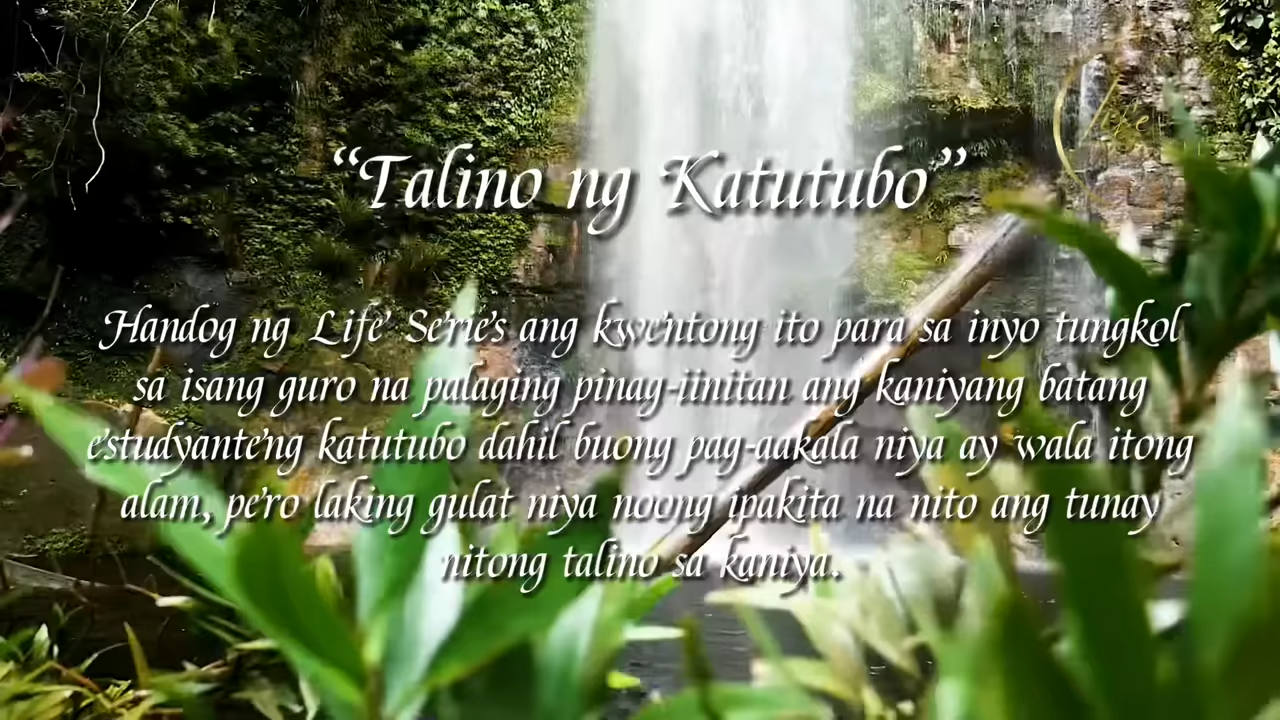 “Talino ng Katutubo”
Life
Handog ng Life Series ang kwentong ito para sa inyo tungkol
sa isang guro na palaging pinag-iinitan ang kaniyang batang
estudyanteng katutubo dahil buong pag-aakala niya ay wala itong
alam, pero laking gulat niya noong ipakita na nito ang tunay
nitong talino sa kaniya.